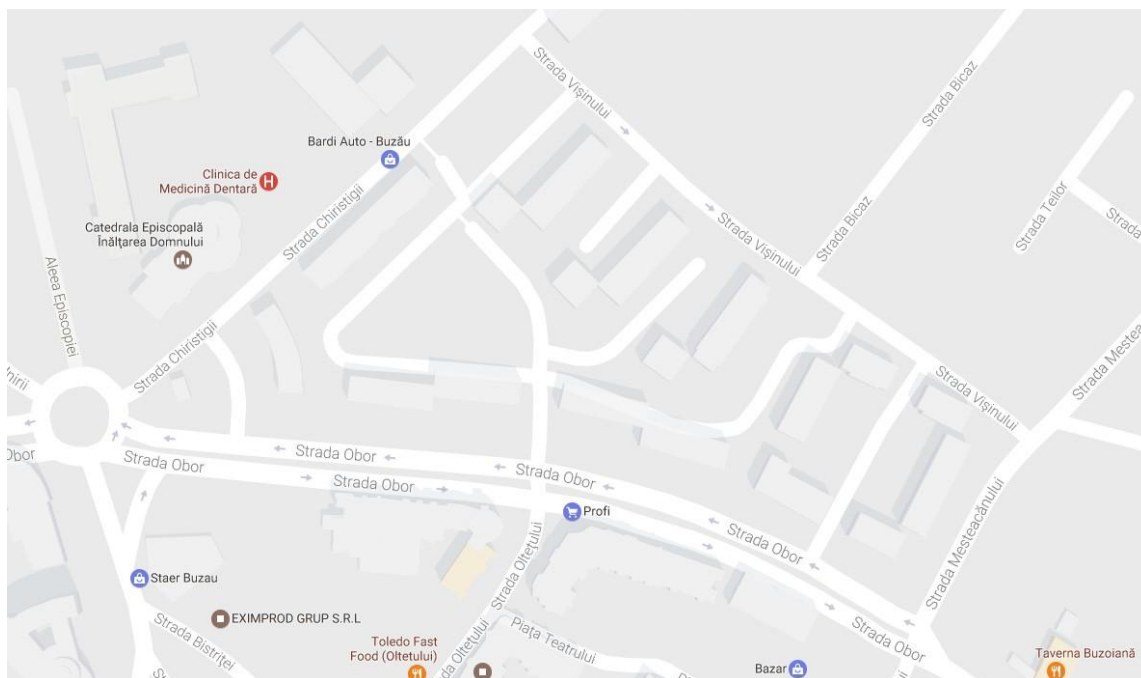 Strada Vișinului
Strada Bicaz
Bardi Auto - Buzău
Clinica de
Medicină Dentară
Strada Chiristigii
Catedrala Episcopală
Înălțarea Domnului
Strada Bicaz
Strada Teilor
Strada
Strada Vișinului
Aleea Episcopiei
Strada Chiristigii
Strada Mestea
nirii
Strada Vișinului
Obor
Strada Obor
Strada Obor
Strada Obor
Strada Obor
Strada Obor
Profi
Strada Mesteacănului
Strada Oltețului
Staer Buzau
EXIMPROD GRUP S.R.L
Strada Bistriței
Toledo Fast
Food (Oltetului)
Strada Oltețului
Piața Teatrului
Strada Obor
Bazar
Taverna Buzoiană